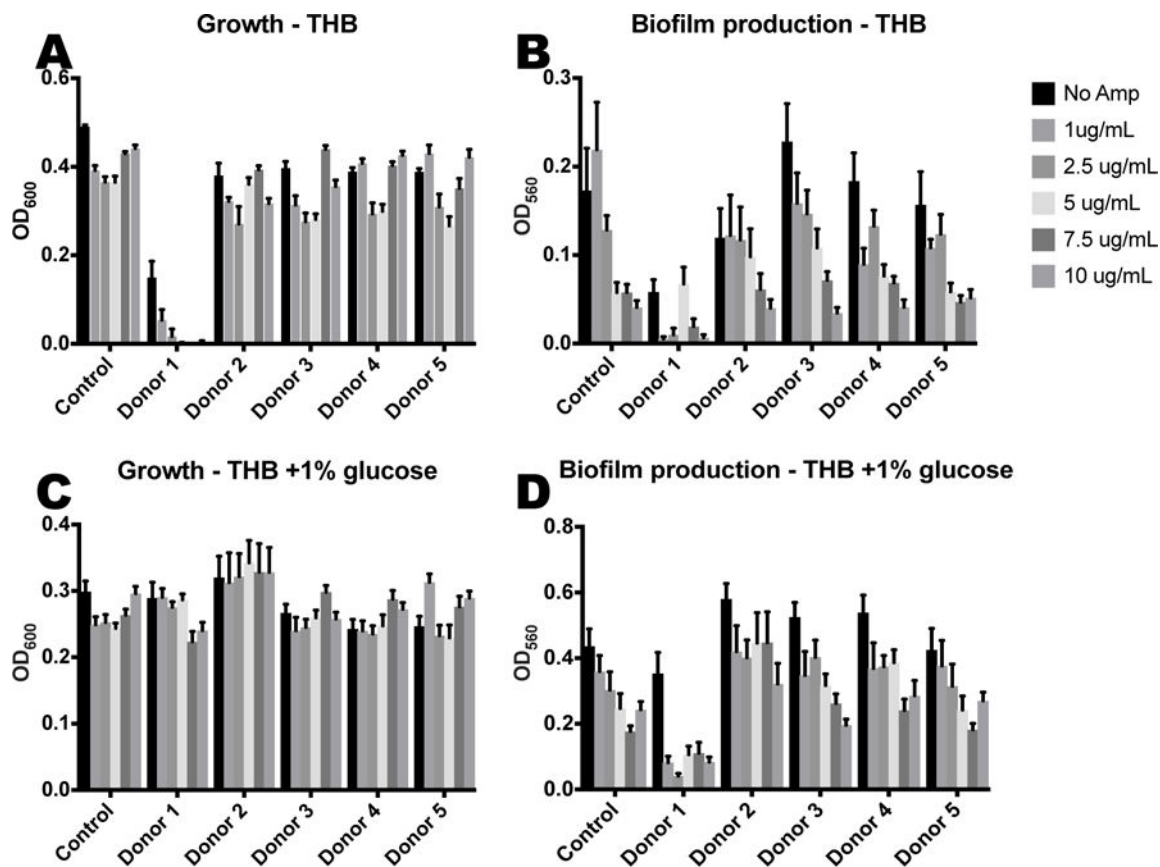 A
Growth - THB
OD600
0.6
0.4
0.2
0.0
Control
Donor 1
Donor 2
Donor 3
Donor 4
Donor 5
B
Biofilm production - THB
OD560
0.3
0.2
0.1
0.0
Control
Donor 1
Donor 2
Donor 3
Donor 4
Donor 5
No Amp
1ug/mL
2.5 ug/mL
5 ug/mL
7.5 ug/mL
10 ug/mL
C
Growth - THB +1% glucose
OD600
0.4
0.3
0.2
0.1
0.0
Control
Donor 1
Donor 2
Donor 3
Donor 4
Donor 5
D
Biofilm production - THB +1% glucose
OD560
0.8
0.6
0.4
0.2
0.0
Control
Donor 1
Donor 2
Donor 3
Donor 4
Donor 5